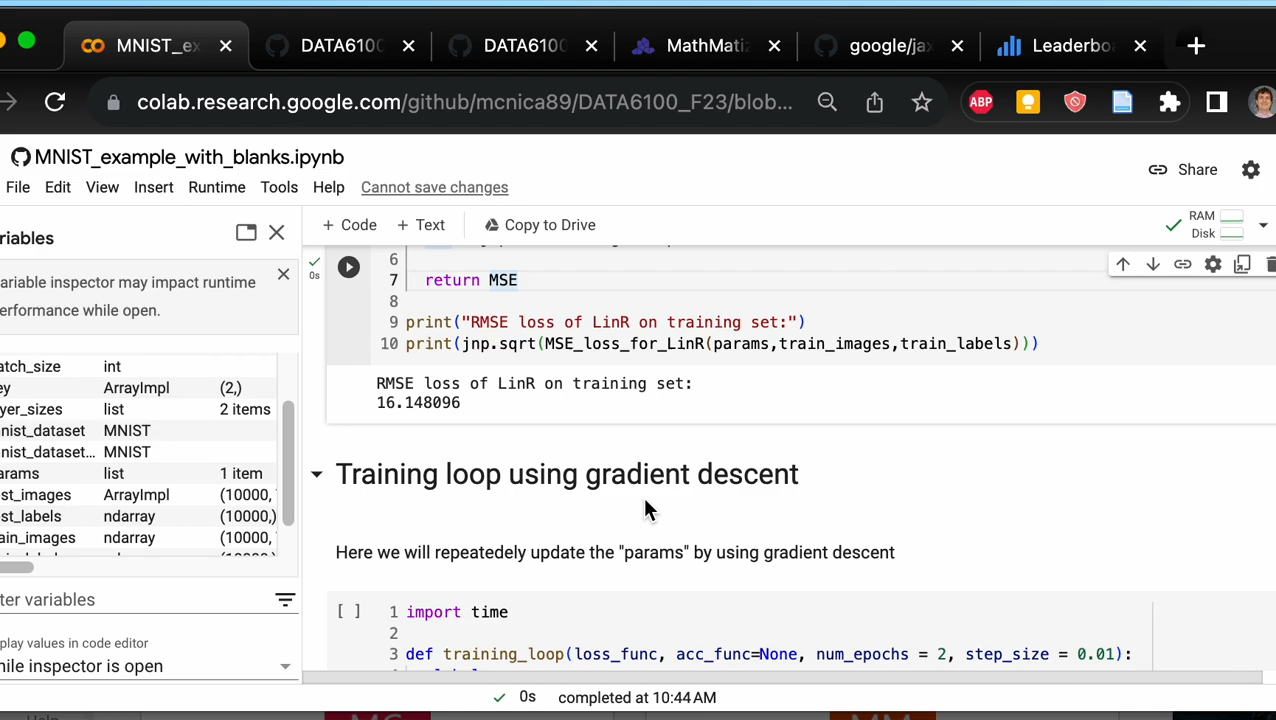 MNIST_ex
DATA6100
DATA6100
MathMatiz
google/jax
Leaderbo
colab.research.google.com/github/mcnica89/DATA6100_F23/blob...
ABP
MNIST_example_with_blanks.ipynb
Share
File Edit View Insert Runtime Tools Help Cannot save changes
riables
+ Code + Text Copy to Drive
RAM
Disk
ariable inspector may impact runtime
erformance while open.
atch_size int
ey ArrayImpl (2,)
yer_sizes list 2 items
nist_dataset MNIST
nist_dataset... MNIST
arams list 1 item
st_images ArrayImpl (10000,
st_labels ndarray (10000,)
ain_images ndarray (10000,
ter variables
play values in code editor
hile inspector is open
0s
6
7 return MSE
8
9 print("RMSE loss of LinR on training set:")
10 print(jnp.sqrt(MSE_loss_for_LinR(params,train_images,train_labels)))
RMSE loss of LinR on training set:
16.148096
Training loop using gradient descent
Here we will repeatedely update the "params" by using gradient descent
[ ] 1 import time
2
3 def training_loop(loss_func, acc_func=None, num_epochs = 2, step_size = 0.01):
0s completed at 10:44 AM